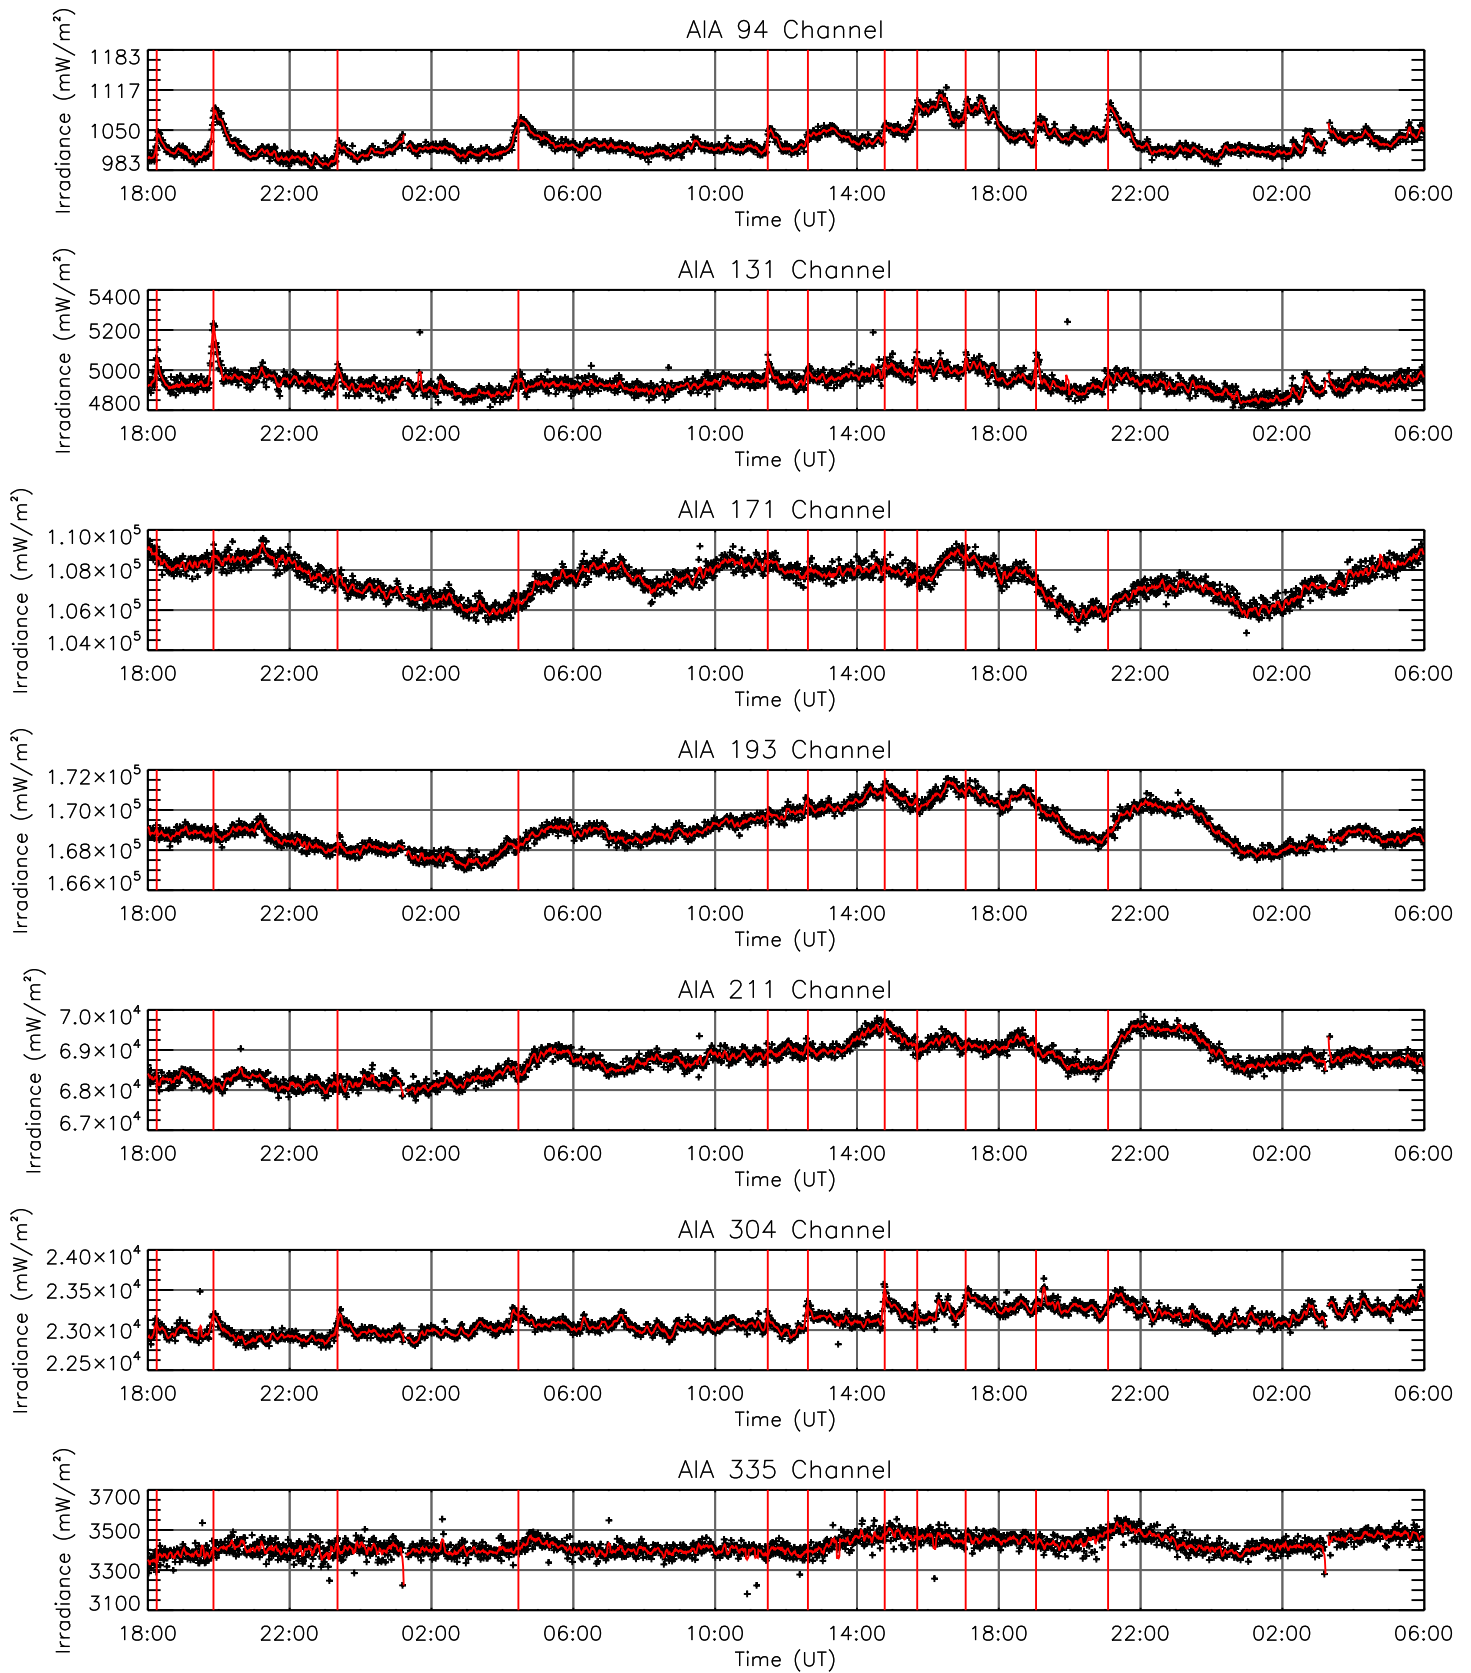 AIA 94 Channel
Irradiance (mW/m²)
1183
1117
1050
983
18:00 22:00 02:00 06:00 10:00 14:00 18:00 22:00 02:00 06:00
Time (UT)
AIA 131 Channel
Irradiance (mW/m²)
5400
5200
5000
4800
18:00 22:00 02:00 06:00 10:00 14:00 18:00 22:00 02:00 06:00
Time (UT)
AIA 171 Channel
Irradiance (mW/m²)
1.10×10⁵
1.08×10⁵
1.06×10⁵
1.04×10⁵
18:00 22:00 02:00 06:00 10:00 14:00 18:00 22:00 02:00 06:00
Time (UT)
AIA 193 Channel
Irradiance (mW/m²)
1.72×10⁵
1.70×10⁵
1.68×10⁵
1.66×10⁵
18:00 22:00 02:00 06:00 10:00 14:00 18:00 22:00 02:00 06:00
Time (UT)
AIA 211 Channel
Irradiance (mW/m²)
7.0×10⁴
6.9×10⁴
6.8×10⁴
6.7×10⁴
18:00 22:00 02:00 06:00 10:00 14:00 18:00 22:00 02:00 06:00
Time (UT)
AIA 304 Channel
Irradiance (mW/m²)
2.40×10⁴
2.35×10⁴
2.30×10⁴
2.25×10⁴
18:00 22:00 02:00 06:00 10:00 14:00 18:00 22:00 02:00 06:00
Time (UT)
AIA 335 Channel
Irradiance (mW/m²)
3700
3500
3300
3100
18:00 22:00 02:00 06:00 10:00 14:00 18:00 22:00 02:00 06:00
Time (UT)